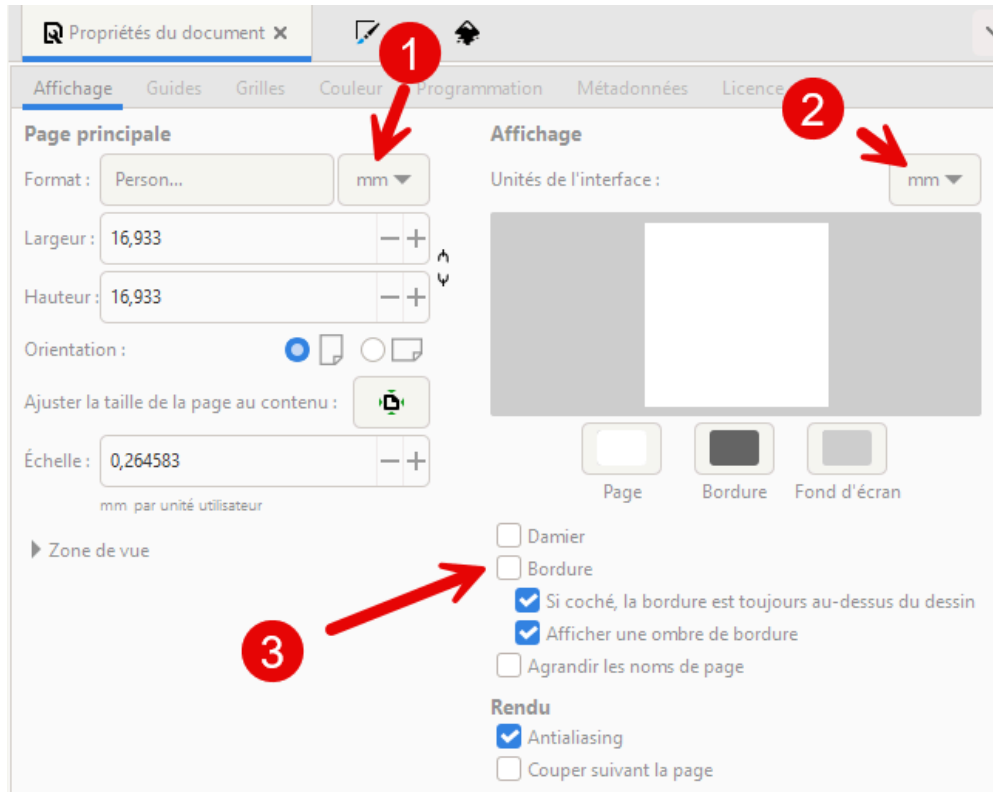 Propriétés du document
1
Affichage Guides Grilles Couleur Programmation Métadonnées Licence
2
Page principale
Format : Person... mm
Largeur : 16,933
Hauteur : 16,933
Orientation :
Ajuster la taille de la page au contenu :
Échelle : 0,264583
mm par unité utilisateur
Zone de vue
3
Affichage
Unités de l'interface : mm
Page Bordure Fond d'écran
Damier
Bordure
Si coché, la bordure est toujours au-dessus du dessin
Afficher une ombre de bordure
Agrandir les noms de page
Rendu
Antialiasing
Couper suivant la page